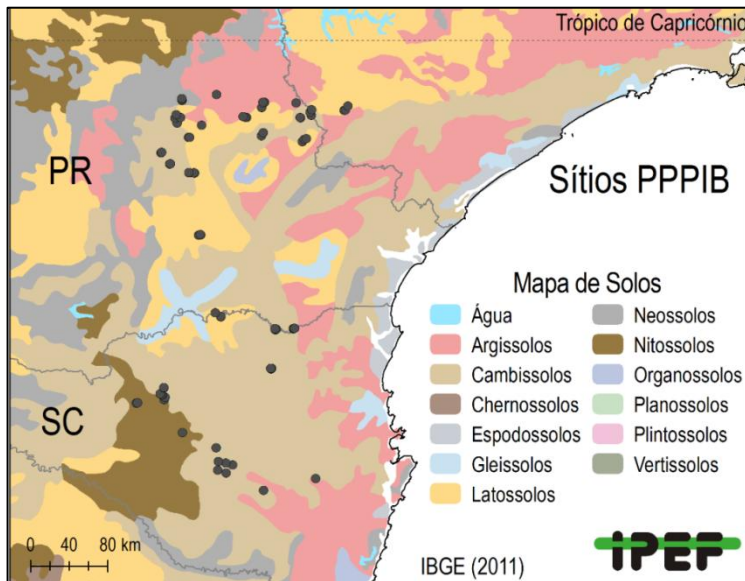 Trópico de Capricórnio
PR
Sítios PPPIB
Mapa de Solos
Água
Argissolos
Cambissolos
Chernossolos
Espodossolos
Gleissolos
Latossolos
Neossolos
Nitossolos
Organossolos
Planossolos
Plintossolos
Vertissolos
SC
0 40 80 km
IBGE (2011)
IPEF